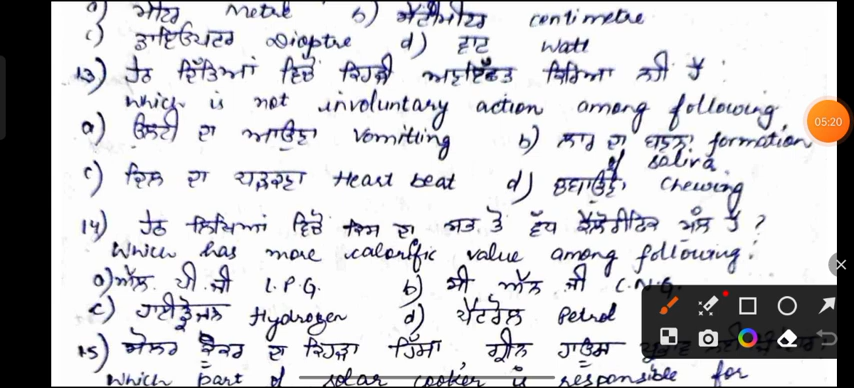 a) ਮੀਟਰ Metre b) ਸੈਂਟੀਮੀਟਰ centimetre
c) ਡਾਇਓਪਟਰ Dioptre d) ਵਾਟ Watt
13) ਹੇਠ ਦਿੱਤਿਆਂ ਵਿਚੋਂ ਕਿਹੜੀ ਅਣਇੱਛਤ ਕਿਰਿਆ ਨਹੀਂ ਹੈ :
Which is not involuntary action among following,
a) ਉਲਟੀ ਦਾ ਆਉਣਾ Vomitting b) ਲਾਰ ਦਾ ਬਣਨਾ formation
of saliva
c) ਦਿਲ ਦਾ ਧੜਕਣਾ Heart beat d) ਚਬਾਉਣਾ Chewing
14) ਹੇਠ ਲਿਖਿਆਂ ਵਿਚੋਂ ਕਿਸ ਦਾ ਸਭ ਤੋਂ ਵੱਧ ਕੈਲੋਰੀਫਿਕ ਮੁੱਲ ਹੈ ?
Which has more calorific value among following:
a) ਐੱਲ. ਪੀ. ਜੀ L.P.G. b) ਸੀ ਐੱਨ ਜੀ C.N.G.
c) ਹਾਈਡ੍ਰੋਜਨ Hydrogen d) ਪੈਟਰੋਲ Petrol
15) ਸੋਲਰ ਕੁੱਕਰ ਦਾ ਕਿਹੜਾ ਹਿੱਸਾ, ਗ੍ਰੀਨ ਹਾਊਸ
Which part of solar cooker is responsible for
05:20